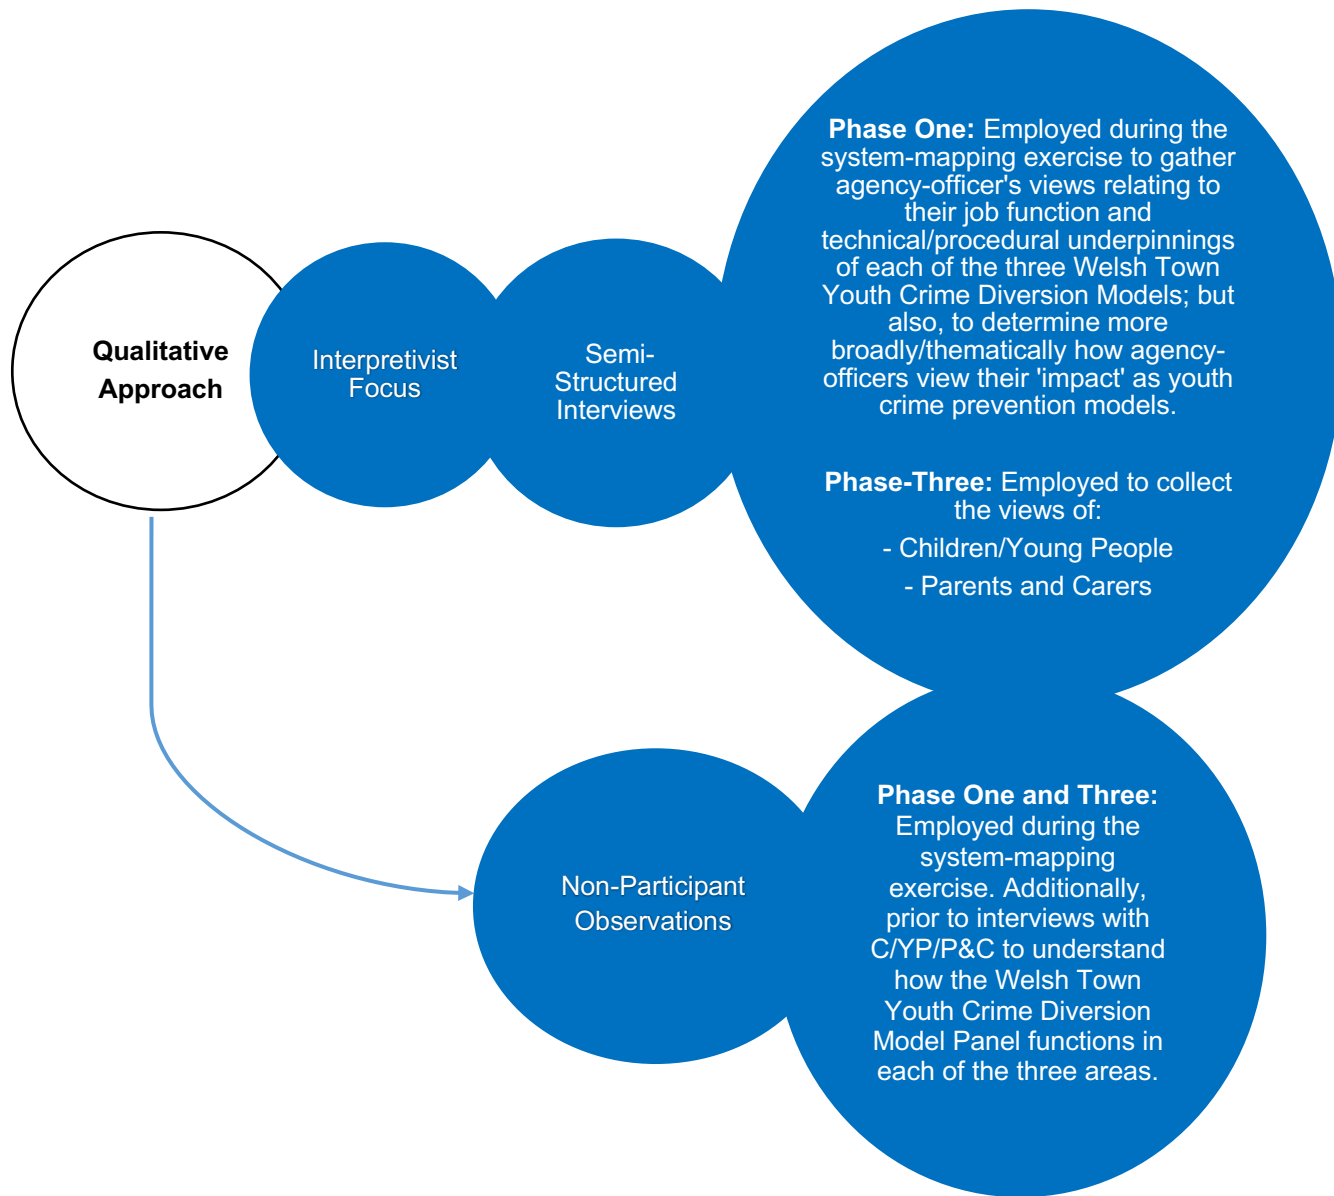 Qualitative
Approach
Interpretivist
Focus
Semi-
Structured
Interviews
Phase One: Employed during the
system-mapping exercise to gather
agency-officer's views relating to
their job function and
technical/procedural underpinnings
of each of the three Welsh Town
Youth Crime Diversion Models; but
also, to determine more
broadly/thematically how agency-
officers view their 'impact' as youth
crime prevention models.
Phase-Three: Employed to collect
the views of:
- Children/Young People
- Parents and Carers
Non-Participant
Observations
Phase One and Three:
Employed during the
system-mapping
exercise. Additionally,
prior to interviews with
C/YP/P&C to understand
how the Welsh Town
Youth Crime Diversion
Model Panel functions in
each of the three areas.